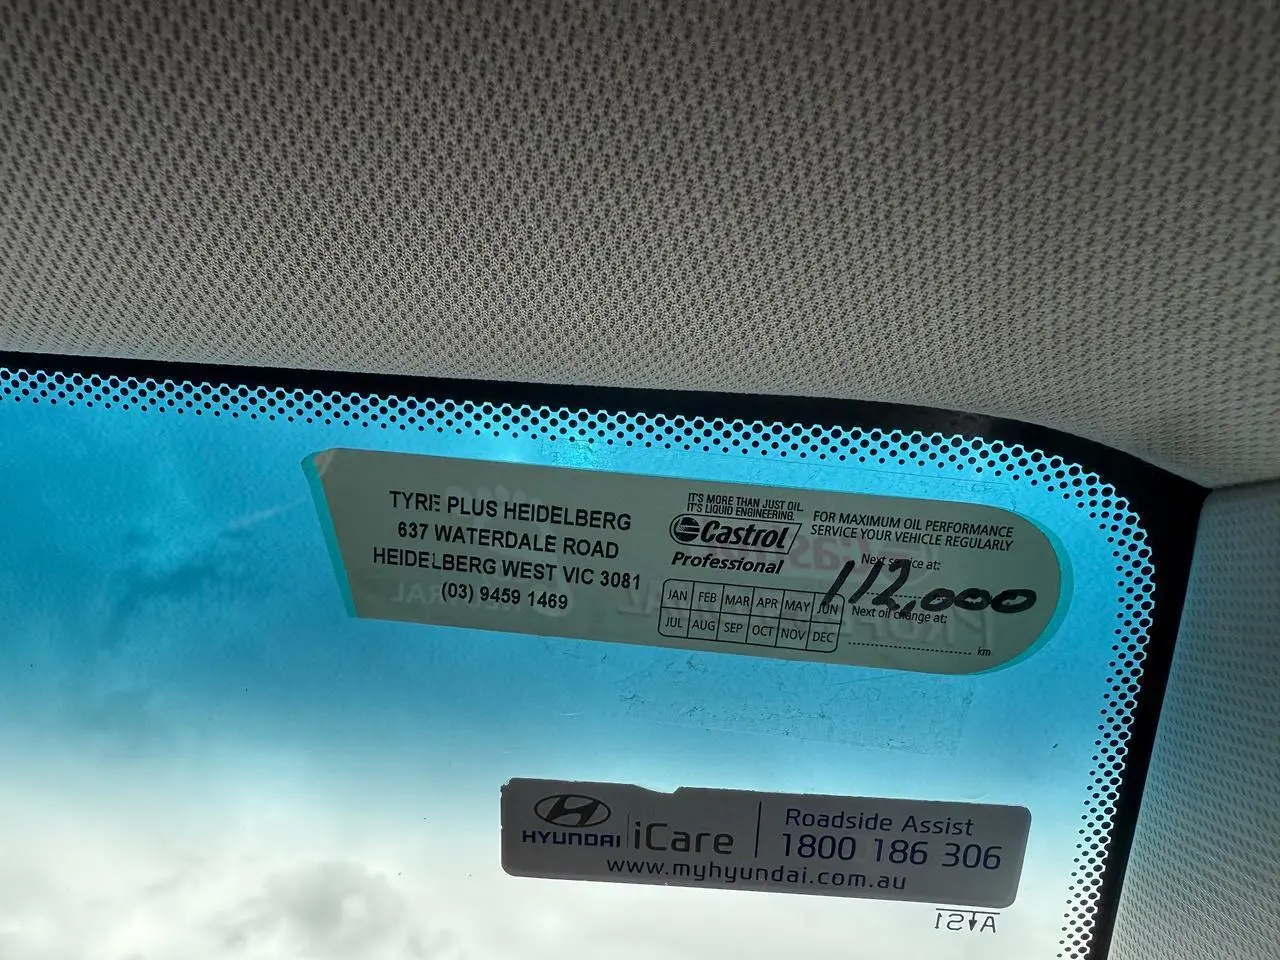 TYRE PLUS HEIDELBERG
637 WATERDALE ROAD
HEIDELBERG WEST VIC 3081
(03) 9459 1469
IT'S MORE THAN JUST OIL.
IT'S LIQUID ENGINEERING.
Castrol
Professional
JAN FEB MAR APR MAY JUN
JUL AUG SEP OCT NOV DEC
FOR MAXIMUM OIL PERFORMANCE
SERVICE YOUR VEHICLE REGULARLY
Next service at:
112,000
Next oil change at:
km
HYUNDAI
iCare
www.myhyundai.com.au
Roadside Assist
1800 186 306
AS1